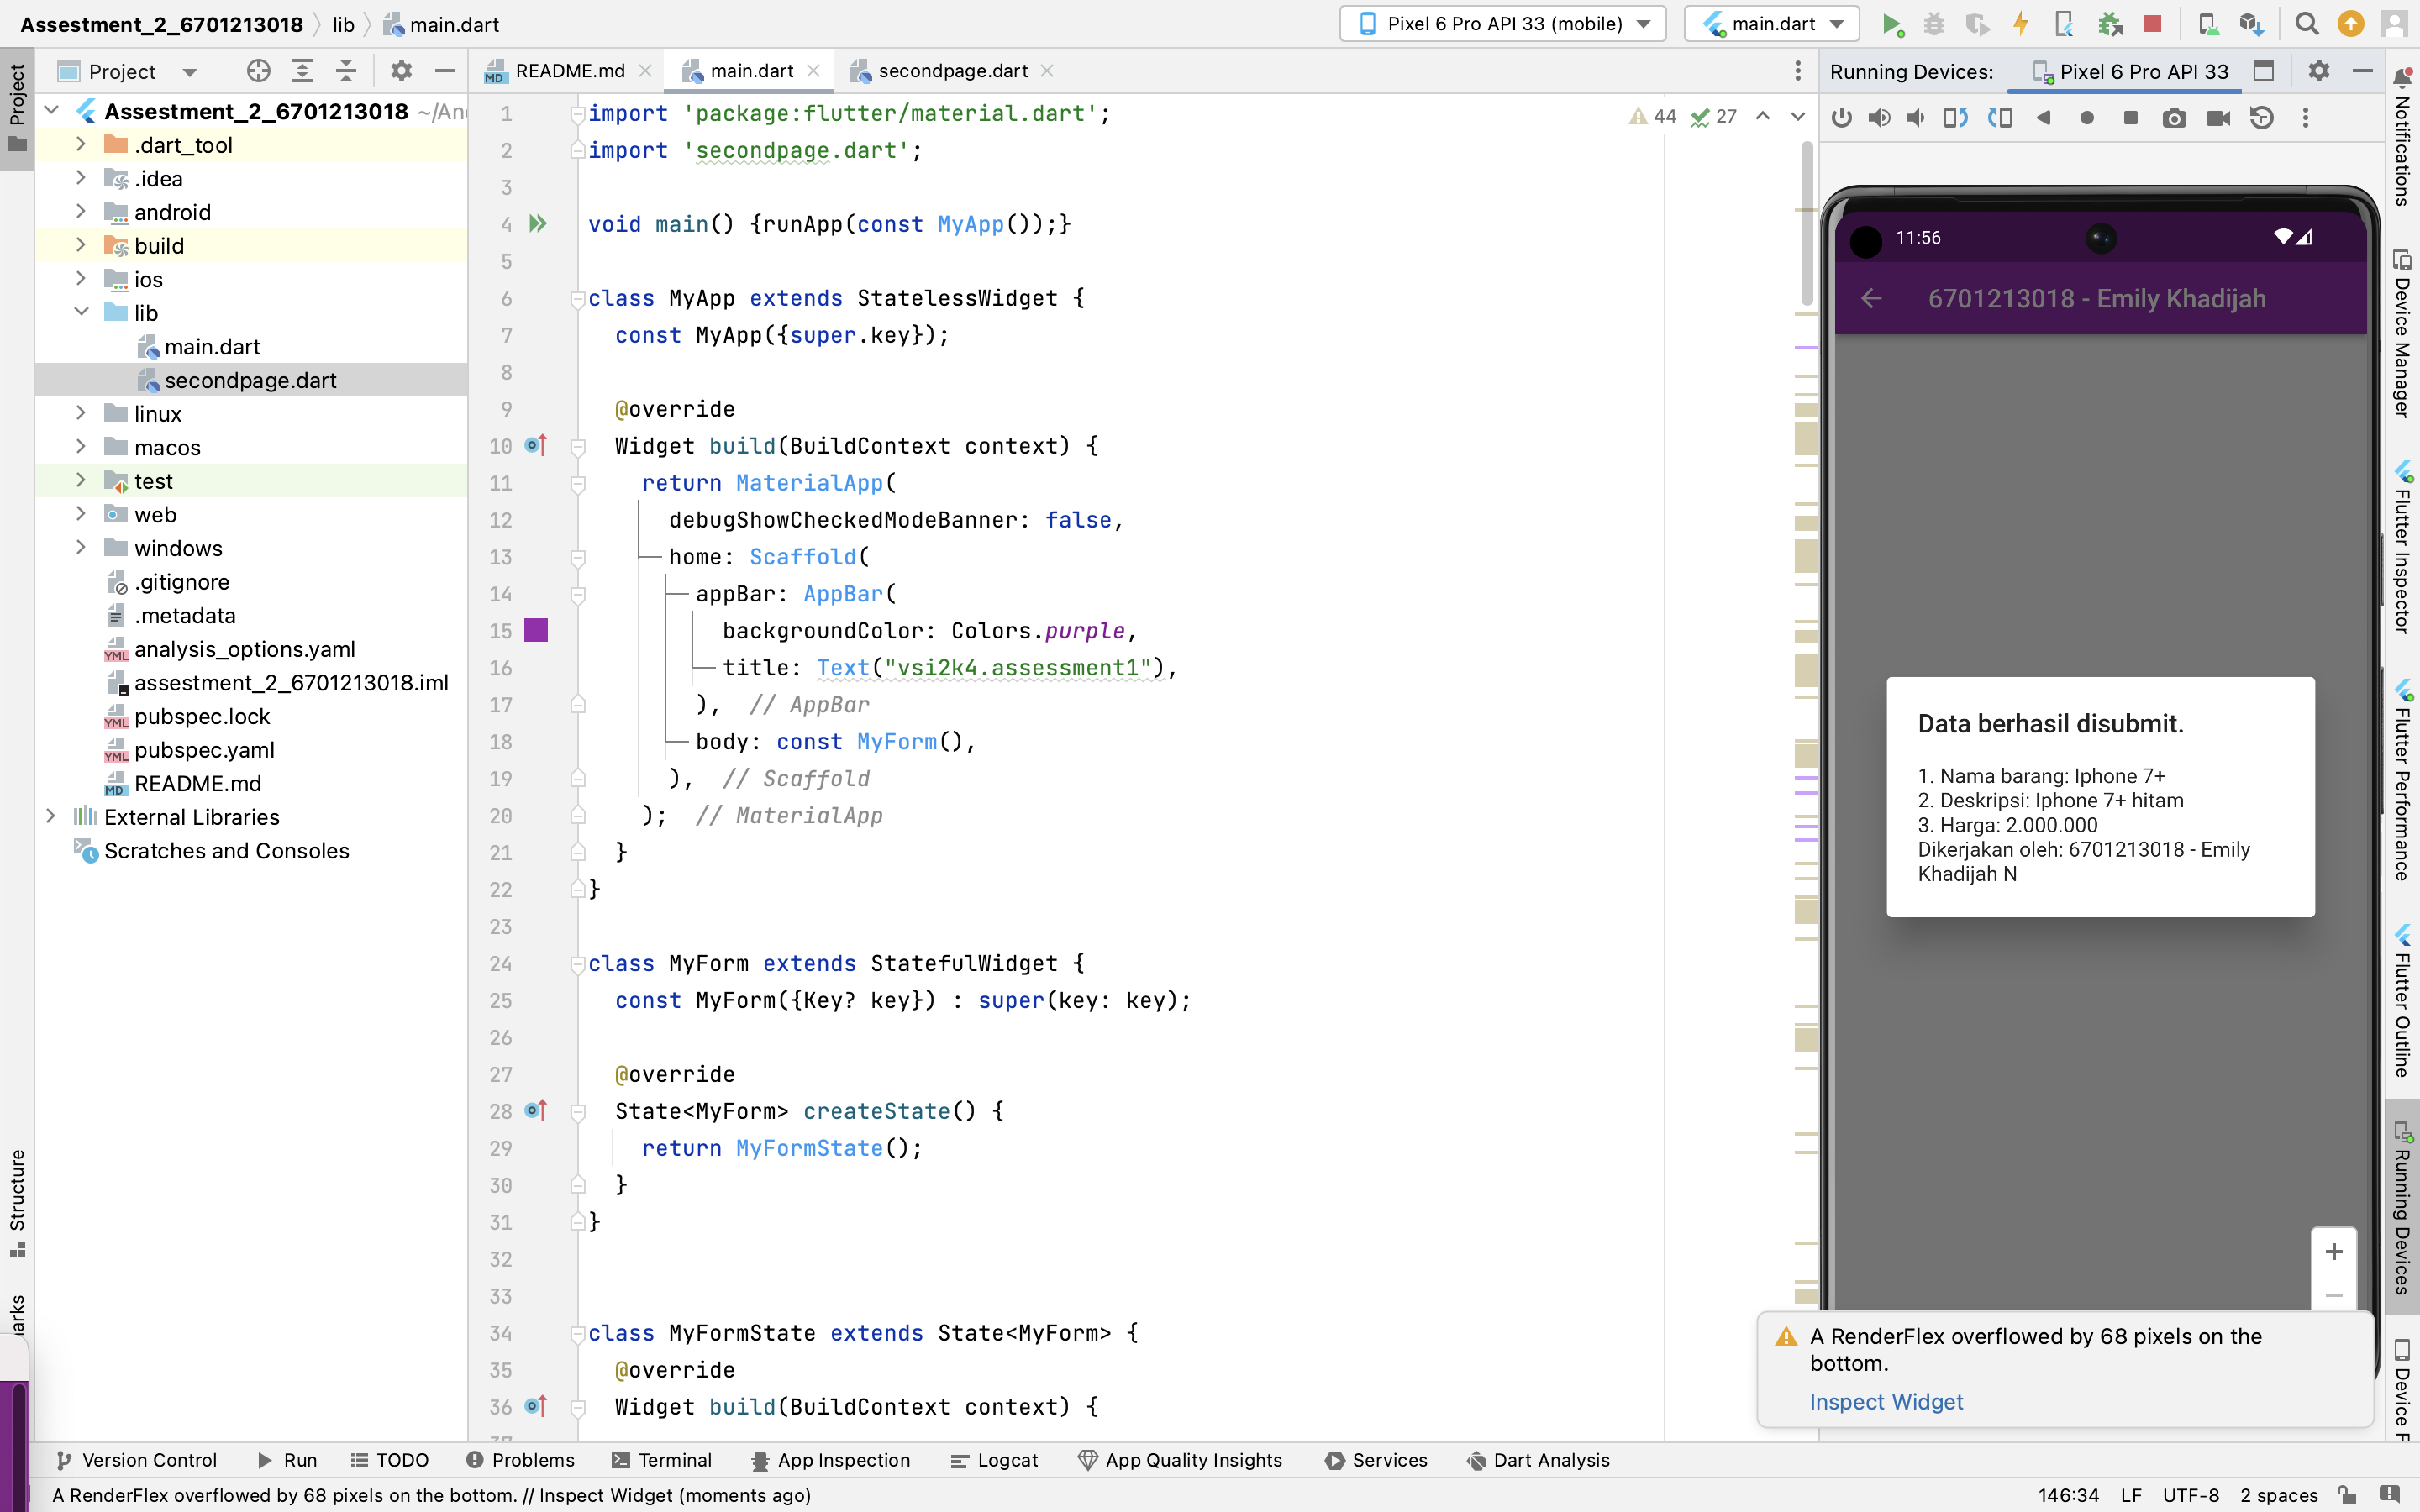 Assestment_2_6701213018 lib main.dart
Pixel 6 Pro API 33 (mobile) main.dart
Project
README.md main.dart secondpage.dart
Running Devices: Pixel 6 Pro API 33
Project
Structure
Assestment_2_6701213018 ~/An
.dart_tool
.idea
android
build
ios
lib
main.dart
secondpage.dart
linux
macos
test
web
windows
.gitignore
.metadata
analysis_options.yaml
assestment_2_6701213018.iml
pubspec.lock
pubspec.yaml
README.md
External Libraries
Scratches and Consoles
44 27
1 import 'package:flutter/material.dart';
2 import 'secondpage.dart';
3
4 void main() {runApp(const MyApp());}
5
6 class MyApp extends StatelessWidget {
7 const MyApp({super.key});
8
9 @override
10 Widget build(BuildContext context) {
11 return MaterialApp(
12 debugShowCheckedModeBanner: false,
13 home: Scaffold(
14 appBar: AppBar(
15 backgroundColor: Colors.purple,
16 title: Text("vsi2k4.assessment1"),
17 ), // AppBar
18 body: const MyForm(),
19 ), // Scaffold
20 ); // MaterialApp
21 }
22 }
23
24 class MyForm extends StatefulWidget {
25 const MyForm({Key? key}) : super(key: key);
26
27 @override
28 State<MyForm> createState() {
29 return MyFormState();
30 }
31 }
32
33
34 class MyFormState extends State<MyForm> {
35 @override
36 Widget build(BuildContext context) {
11:56
6701213018 - Emily Khadijah
Data berhasil disubmit.
1. Nama barang: Iphone 7+
2. Deskripsi: Iphone 7+ hitam
3. Harga: 2.000.000
Dikerjakan oleh: 6701213018 - Emily
Khadijah N
A RenderFlex overflowed by 68 pixels on the
bottom.
Inspect Widget
Notifications
Device Manager
Flutter Inspector
Flutter Performance
Flutter Outline
Running Devices
Device F
Version Control Run TODO Problems Terminal App Inspection Logcat App Quality Insights Services Dart Analysis
A RenderFlex overflowed by 68 pixels on the bottom. // Inspect Widget (moments ago)
146:34 LF UTF-8 2 spaces